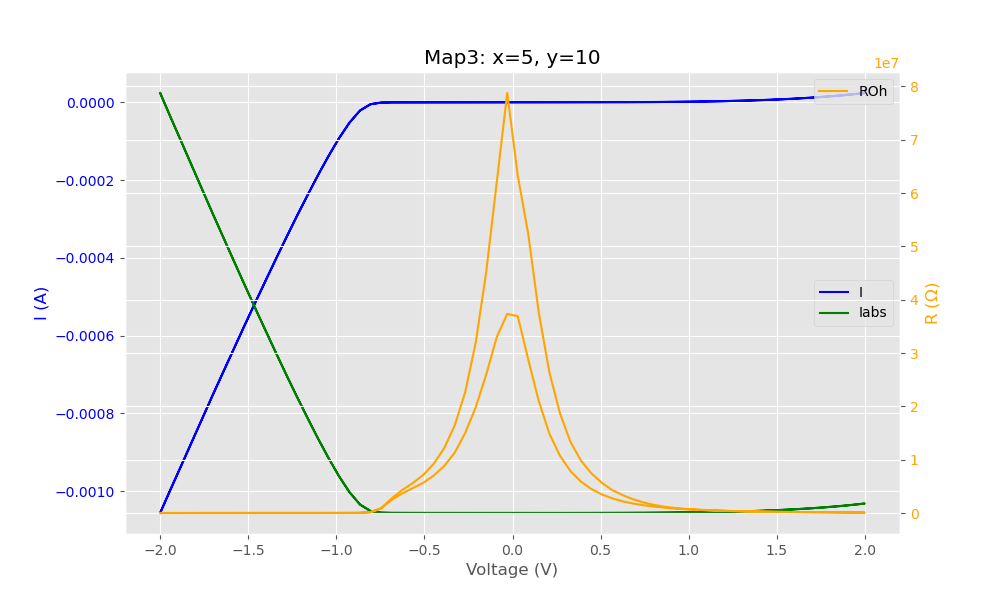 Map3: x=5, y=10
1e7
I (A)
0.0000
−0.0002
−0.0004
−0.0006
−0.0008
−0.0010
ROh
I
Iabs
8
7
6
5
4
3
2
1
0
R (Ω)
−2.0 −1.5 −1.0 −0.5 0.0 0.5 1.0 1.5 2.0
Voltage (V)